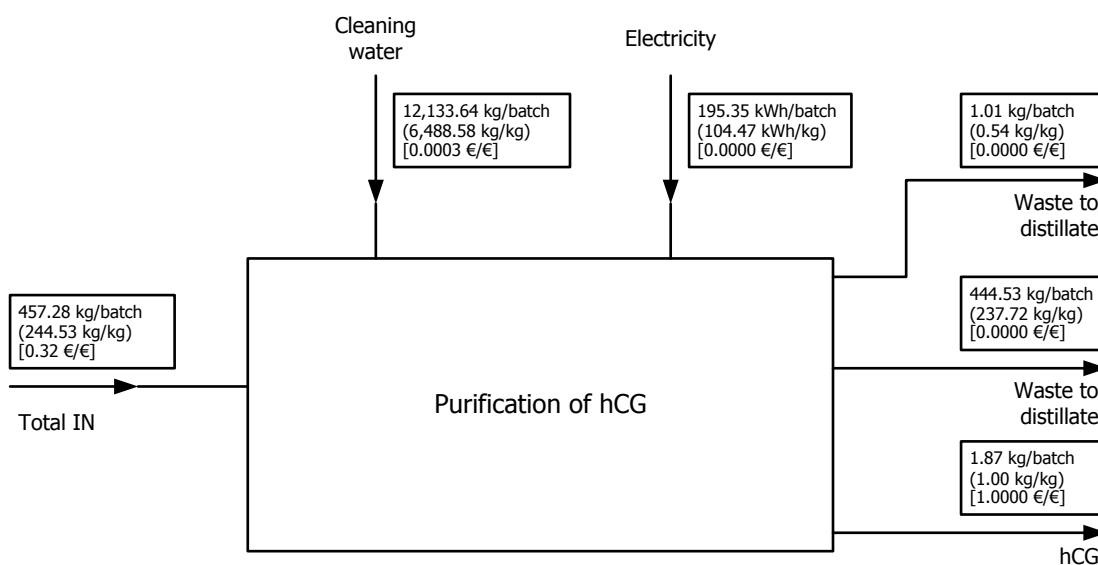 Cleaning
water
Electricity
12,133.64 kg/batch
(6,488.58 kg/kg)
[0.0003 €/€]
195.35 kWh/batch
(104.47 kWh/kg)
[0.0000 €/€]
1.01 kg/batch
(0.54 kg/kg)
[0.0000 €/€]
Waste to
distillate
457.28 kg/batch
(244.53 kg/kg)
[0.32 €/€]
Total IN
Purification of hCG
444.53 kg/batch
(237.72 kg/kg)
[0.0000 €/€]
Waste to
distillate
1.87 kg/batch
(1.00 kg/kg)
[1.0000 €/€]
hCG